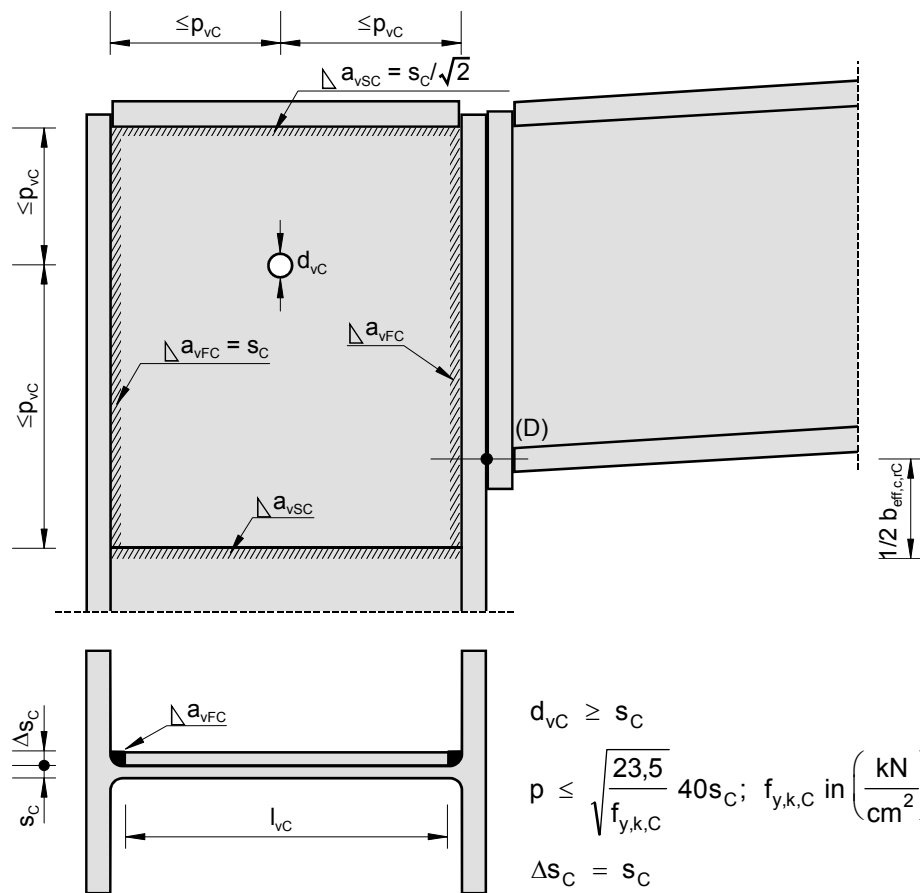 ≤p_vC ≤p_vC
a_vSC = s_C/√2
≤p_vC
d_vC
a_vFC = s_C
a_vFC
≤p_vC
(D)
a_vSC
1/2 b_eff,c,rC
a_vFC
Δs_C
s_C
l_vC
d_vC ≥ s_C
p ≤ √(23,5/f_y,k,C) 40s_C; f_y,k,C in (kN/cm²)
Δs_C = s_C